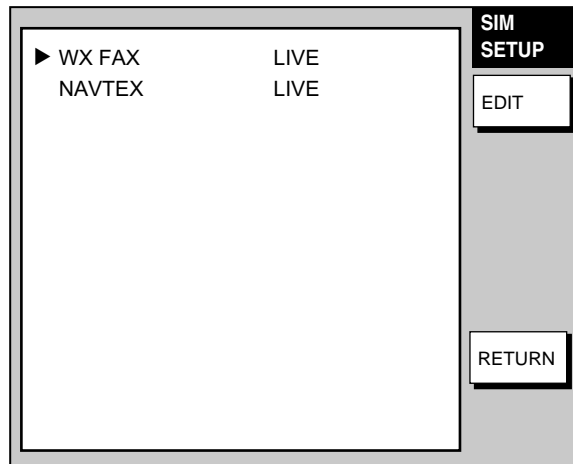 SIM
SETUP
▶ WX FAX LIVE
NAVTEX LIVE
EDIT
RETURN